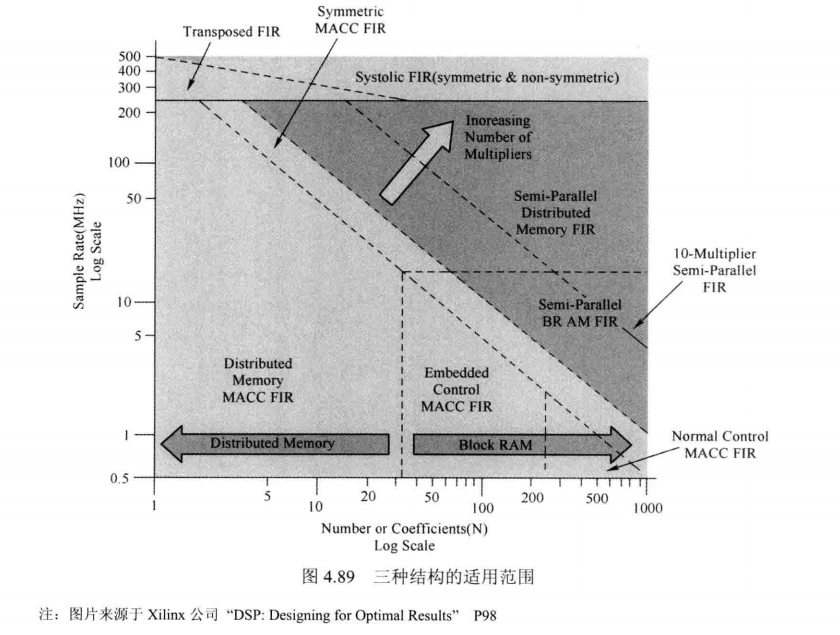 Symmetric
MACC FIR
Transposed FIR
500
400
300
200
100
50
10
5
1
0.5
Sample Rate(MHz)
Log Scale
Systolic FIR(symmetric & non-symmetric)
Inoreasing
Number of
Multipliers
Semi-Parallel
Distributed
Memory FIR
10-Multiplier
Semi-Parallel
FIR
Semi-Parallel
BR AM FIR
Distributed
Memory
MACC FIR
Embedded
Control
MACC FIR
Normal Control
MACC FIR
Distributed Memory
Block RAM
1 5 10 20 50 100 200 500 1000
Number or Coefficients(N)
Log Scale
图 4.89 三种结构的适用范围
注：图片来源于 Xilinx 公司 “DSP: Designing for Optimal Results” P98